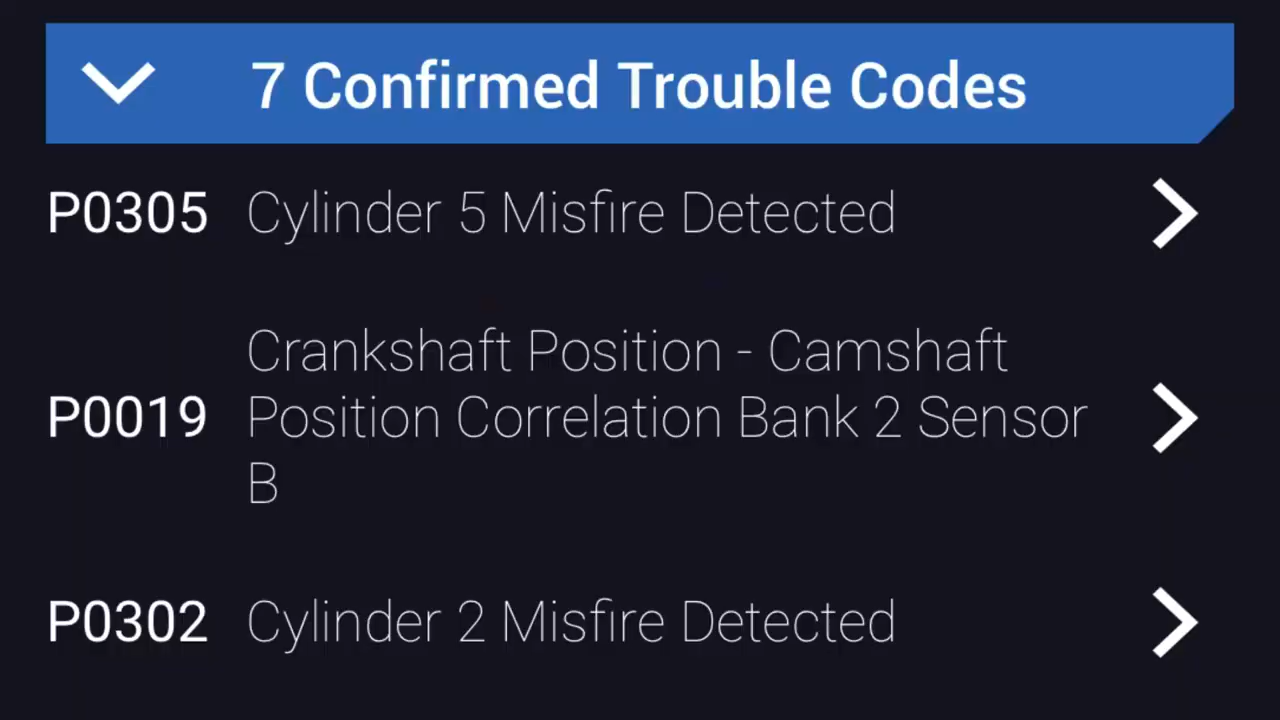 7 Confirmed Trouble Codes
P0305 Cylinder 5 Misfire Detected
Crankshaft Position - Camshaft
P0019 Position Correlation Bank 2 Sensor
B
P0302 Cylinder 2 Misfire Detected